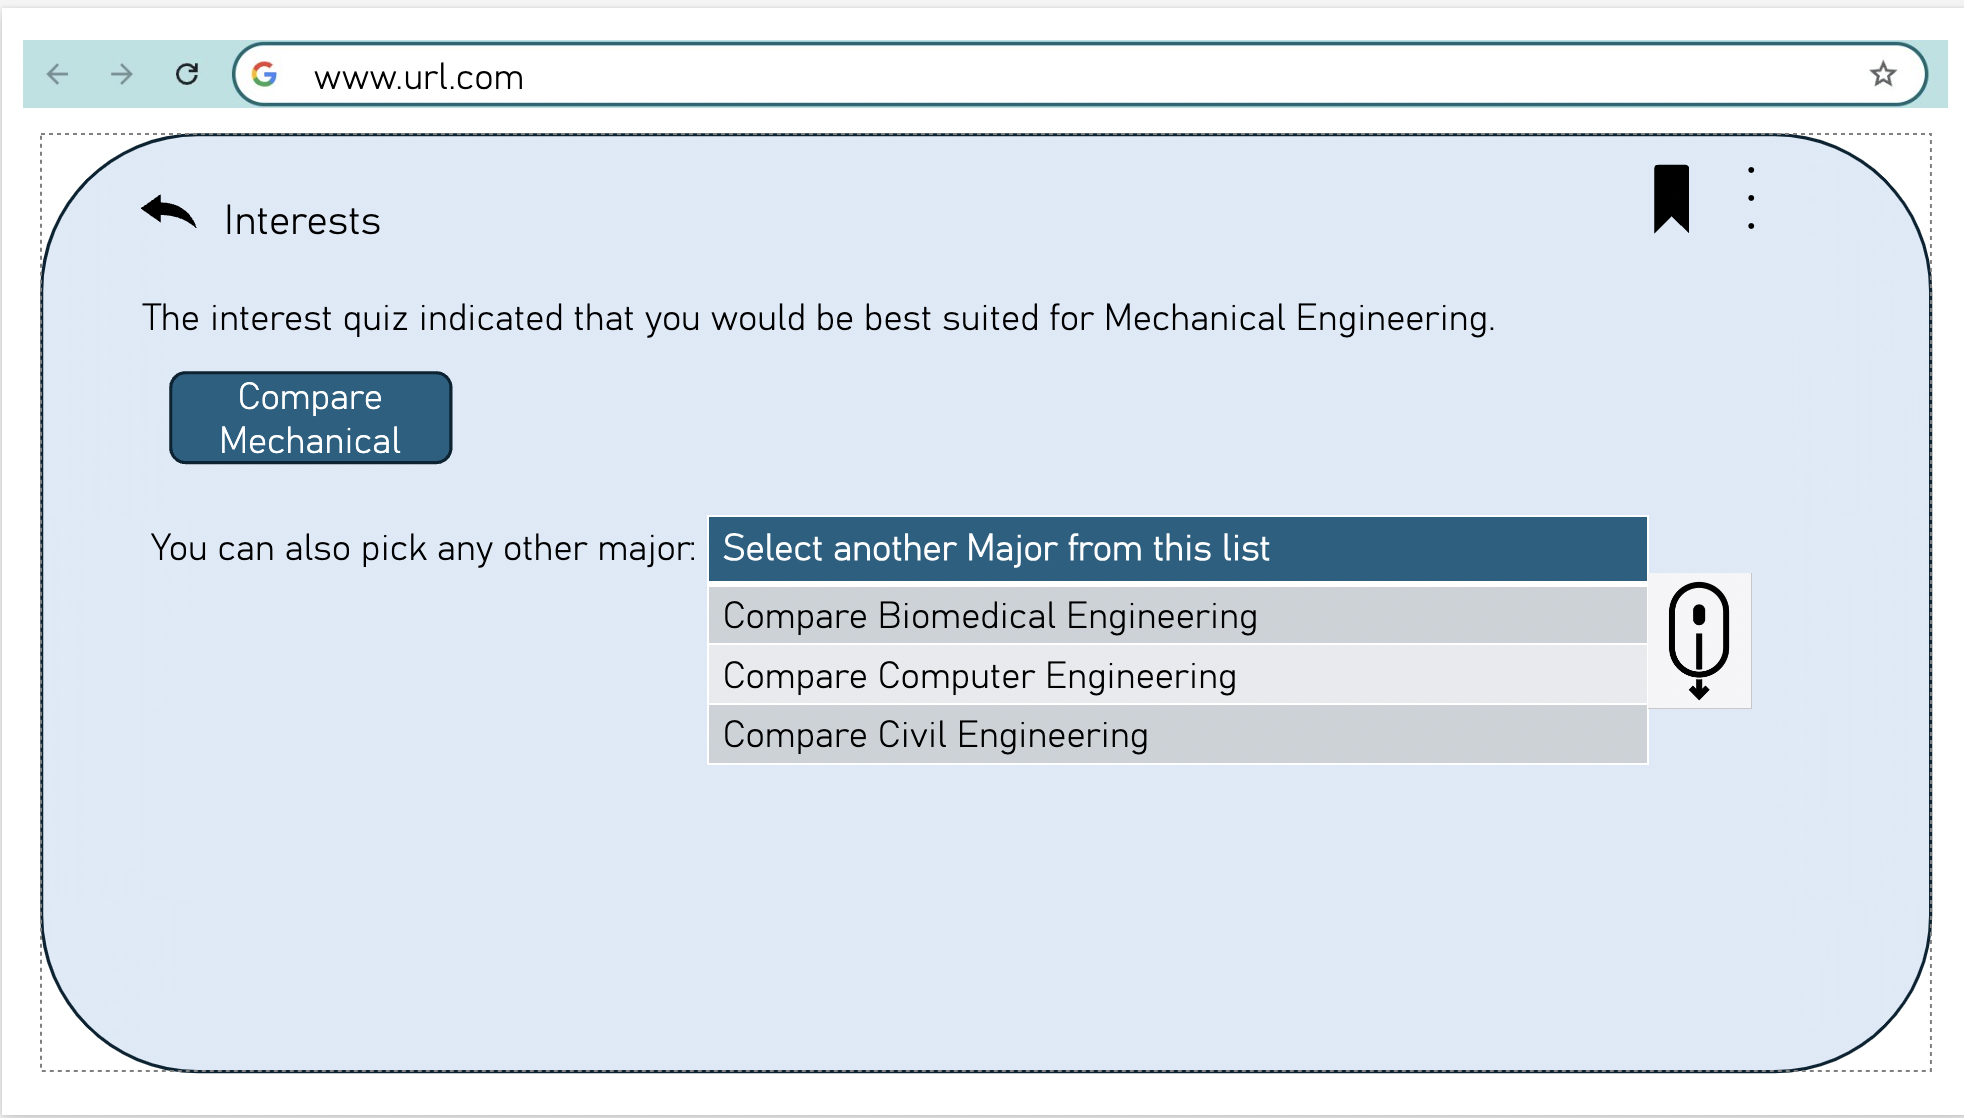 www.url.com
Interests
The interest quiz indicated that you would be best suited for Mechanical Engineering.
Compare
Mechanical
You can also pick any other major:
Select another Major from this list
Compare Biomedical Engineering
Compare Computer Engineering
Compare Civil Engineering